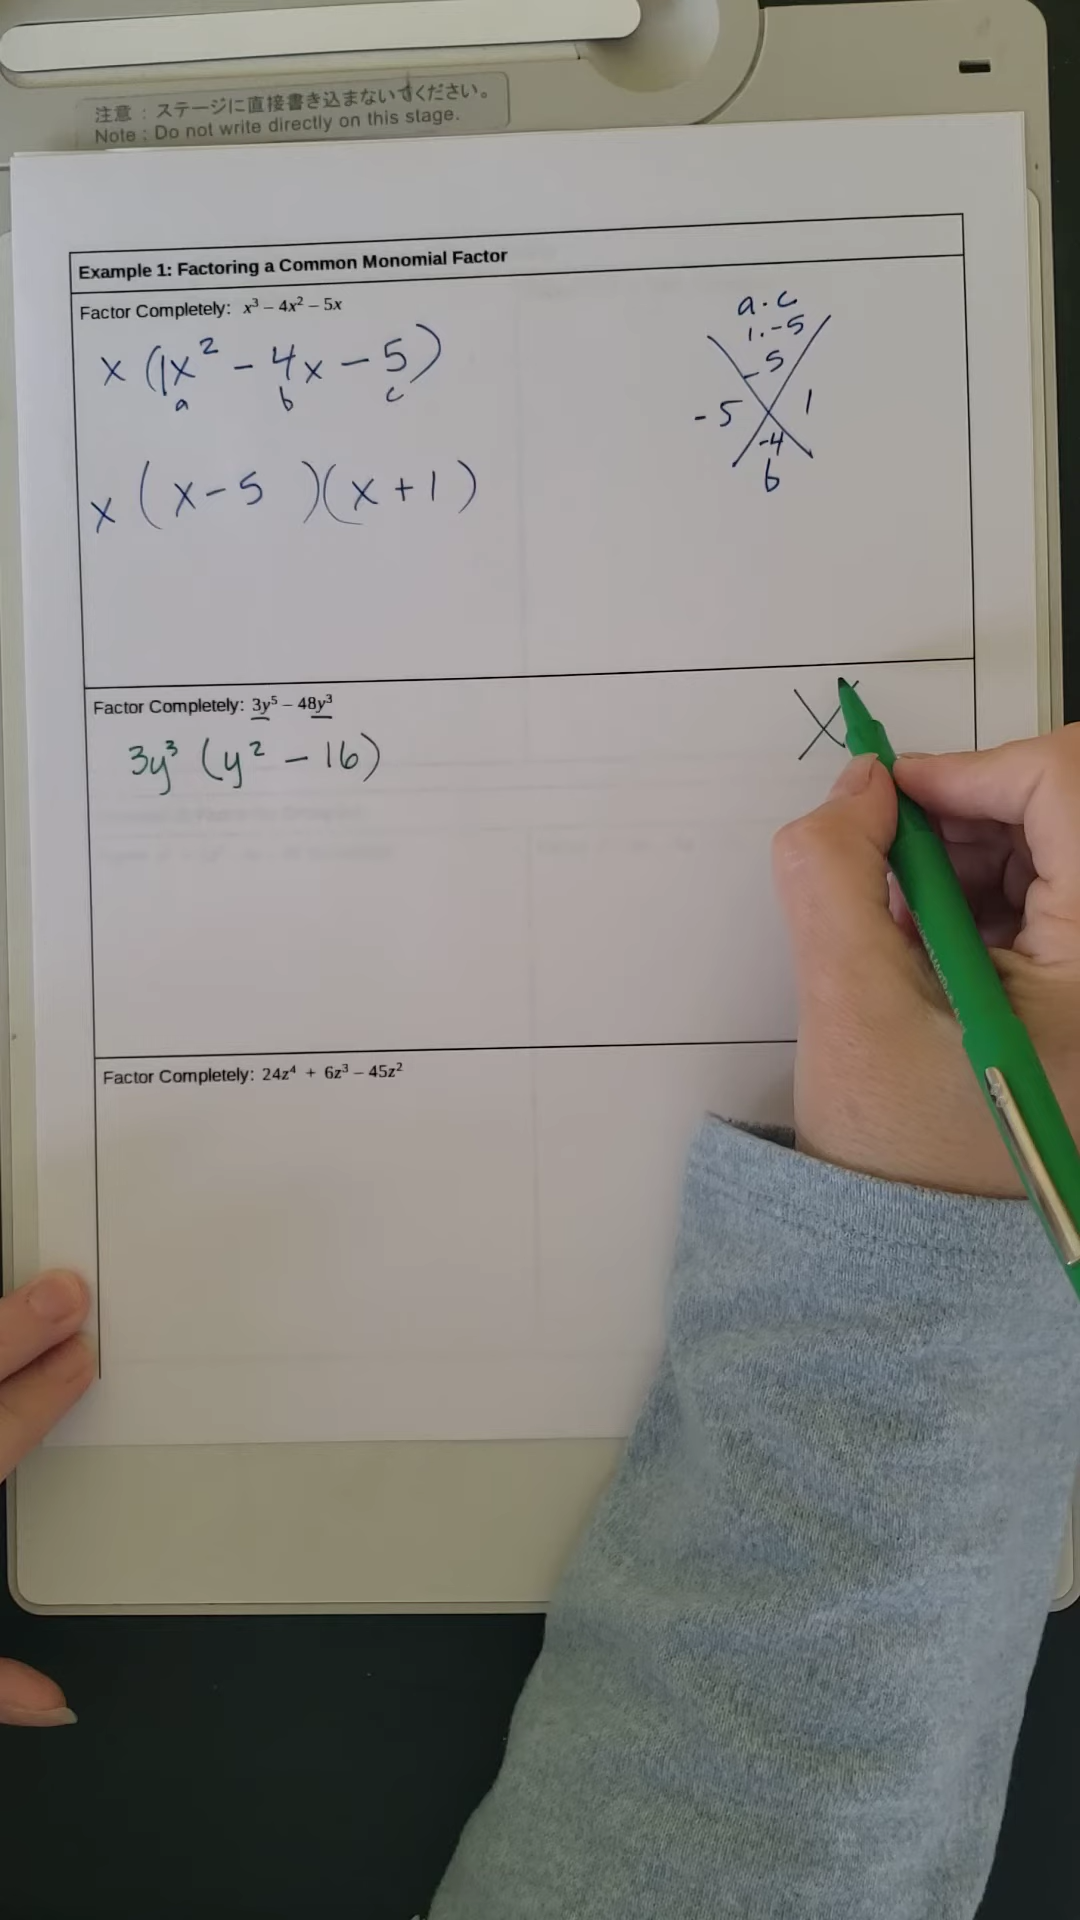 注意：ステージに直接書き込まないでください。
Note : Do not write directly on this stage.
Example 1: Factoring a Common Monomial Factor
Factor Completely: x³ – 4x² – 5x
x (1x² - 4x - 5)
a b c
x (x - 5 )(x + 1 )
a · c
1 · -5
-5
-5 1
-4
b
Factor Completely: 3y⁵ – 48y³
3y³ (y² - 16)
Factor Completely: 24z⁴ + 6z³ – 45z²